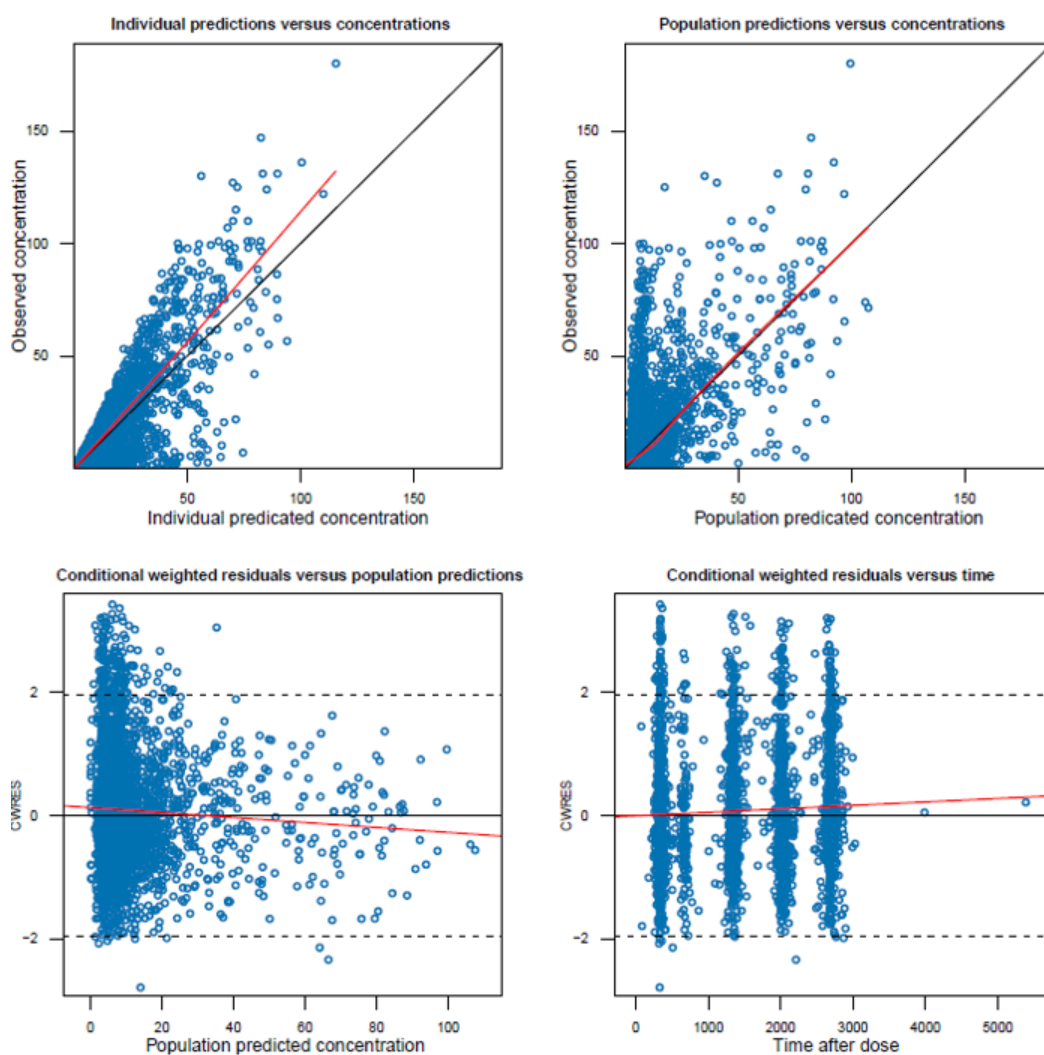 Individual predictions versus concentrations
150
100
50
Observed concentration
50 100 150
Individual predicated concentration
Population predictions versus concentrations
150
100
50
Observed concentration
50 100 150
Population predicated concentration
Conditional weighted residuals versus population predictions
2
0
−2
CWRES
0 20 40 60 80 100
Population predicted concentration
Conditional weighted residuals versus time
2
0
−2
CWRES
0 1000 2000 3000 4000 5000
Time after dose